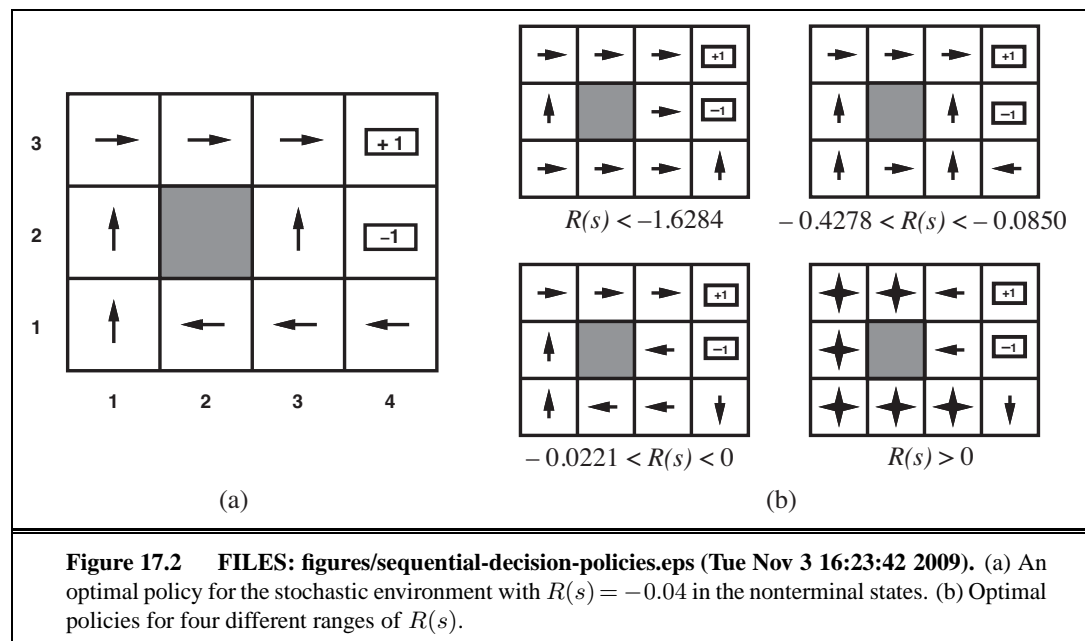 3
+ 1
2
–1
1
1 2 3 4
(a)
+1
–1
R(s) < –1.6284
+1
–1
– 0.4278 < R(s) < – 0.0850
+1
–1
– 0.0221 < R(s) < 0
+1
–1
R(s) > 0
(b)
Figure 17.2 FILES: figures/sequential-decision-policies.eps (Tue Nov 3 16:23:42 2009). (a) An
optimal policy for the stochastic environment with R(s) = −0.04 in the nonterminal states. (b) Optimal
policies for four different ranges of R(s).